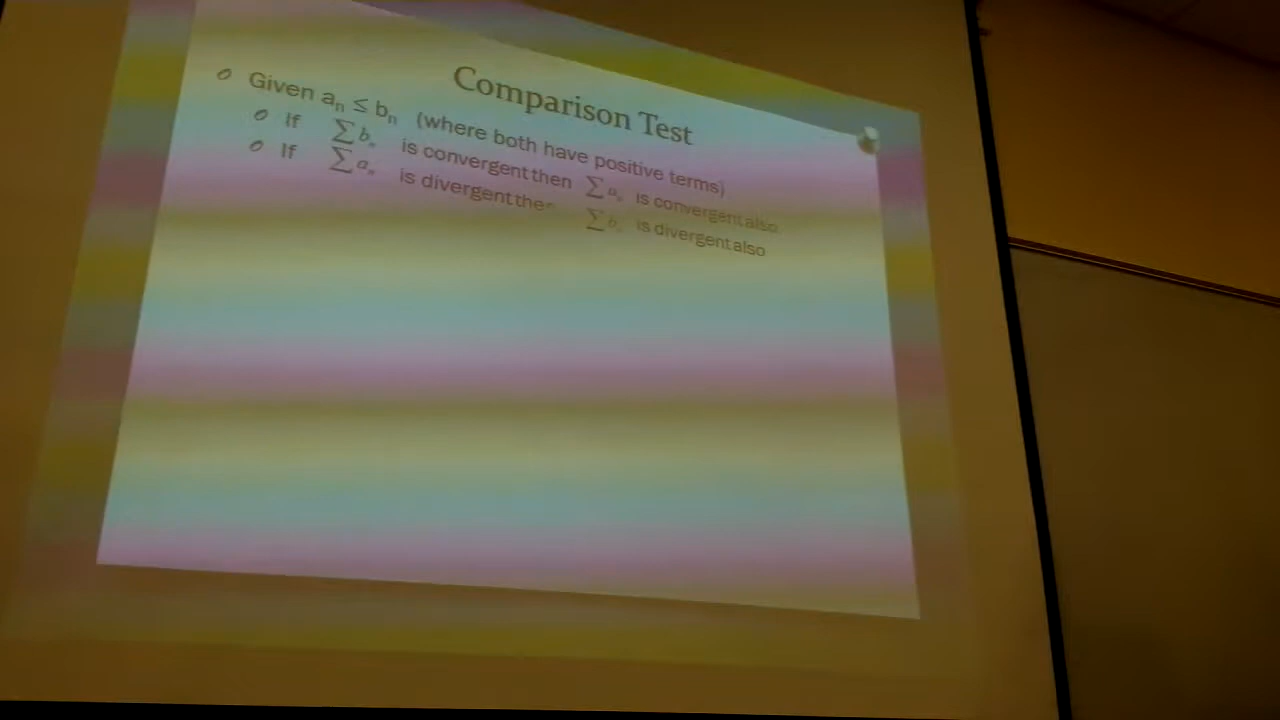 Comparison Test
Given aₙ ≤ bₙ (where both have positive terms)
If ∑bₙ is convergent then ∑aₙ is convergent also
If ∑aₙ is divergent then ∑bₙ is divergent also